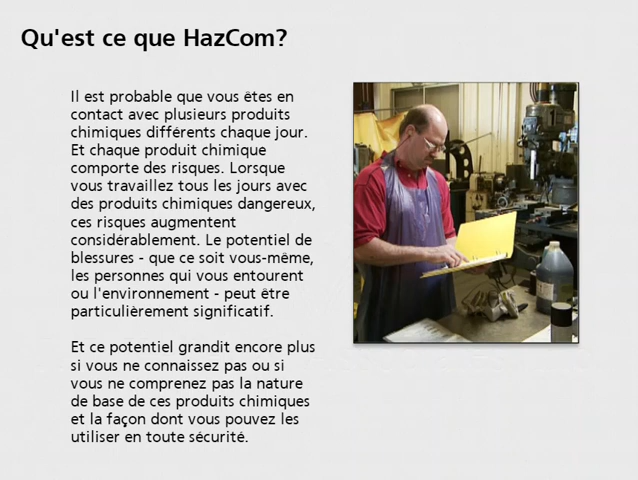 Qu'est ce que HazCom?
Il est probable que vous êtes en
contact avec plusieurs produits
chimiques différents chaque jour.
Et chaque produit chimique
comporte des risques. Lorsque
vous travaillez tous les jours avec
des produits chimiques dangereux,
ces risques augmentent
considérablement. Le potentiel de
blessures - que ce soit vous-même,
les personnes qui vous entourent
ou l'environnement - peut être
particulièrement significatif.
Et ce potentiel grandit encore plus
si vous ne connaissez pas ou si
vous ne comprenez pas la nature
de base de ces produits chimiques
et la façon dont vous pouvez les
utiliser en toute sécurité.